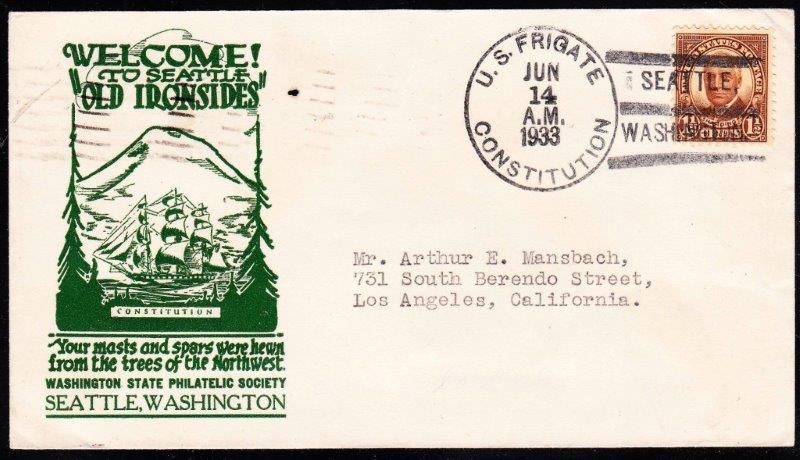 WELCOME!
TO SEATTLE
"OLD IRONSIDES"
CONSTITUTION
Your masts and spars were hewn
from the trees of the Northwest.
WASHINGTON STATE PHILATELIC SOCIETY
SEATTLE, WASHINGTON
U.S. FRIGATE
JUN
14
A.M.
1933
CONSTITUTION
SEATTLE.
Mr. Arthur E. Mansbach,
731 South Berendo Street,
Los Angeles, California.